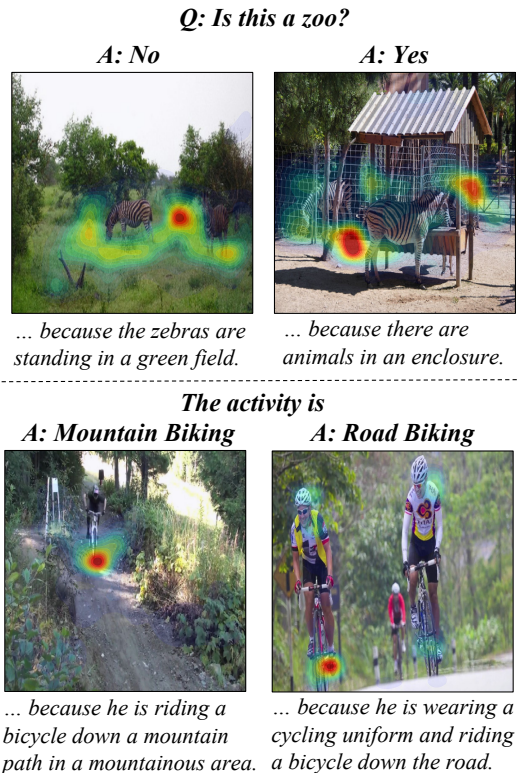 Q: Is this a zoo?
A: No
A: Yes
... because the zebras are
standing in a green field.
... because there are
animals in an enclosure.
The activity is
A: Mountain Biking
A: Road Biking
... because he is riding a
bicycle down a mountain
path in a mountainous area.
... because he is wearing a
cycling uniform and riding
a bicycle down the road.